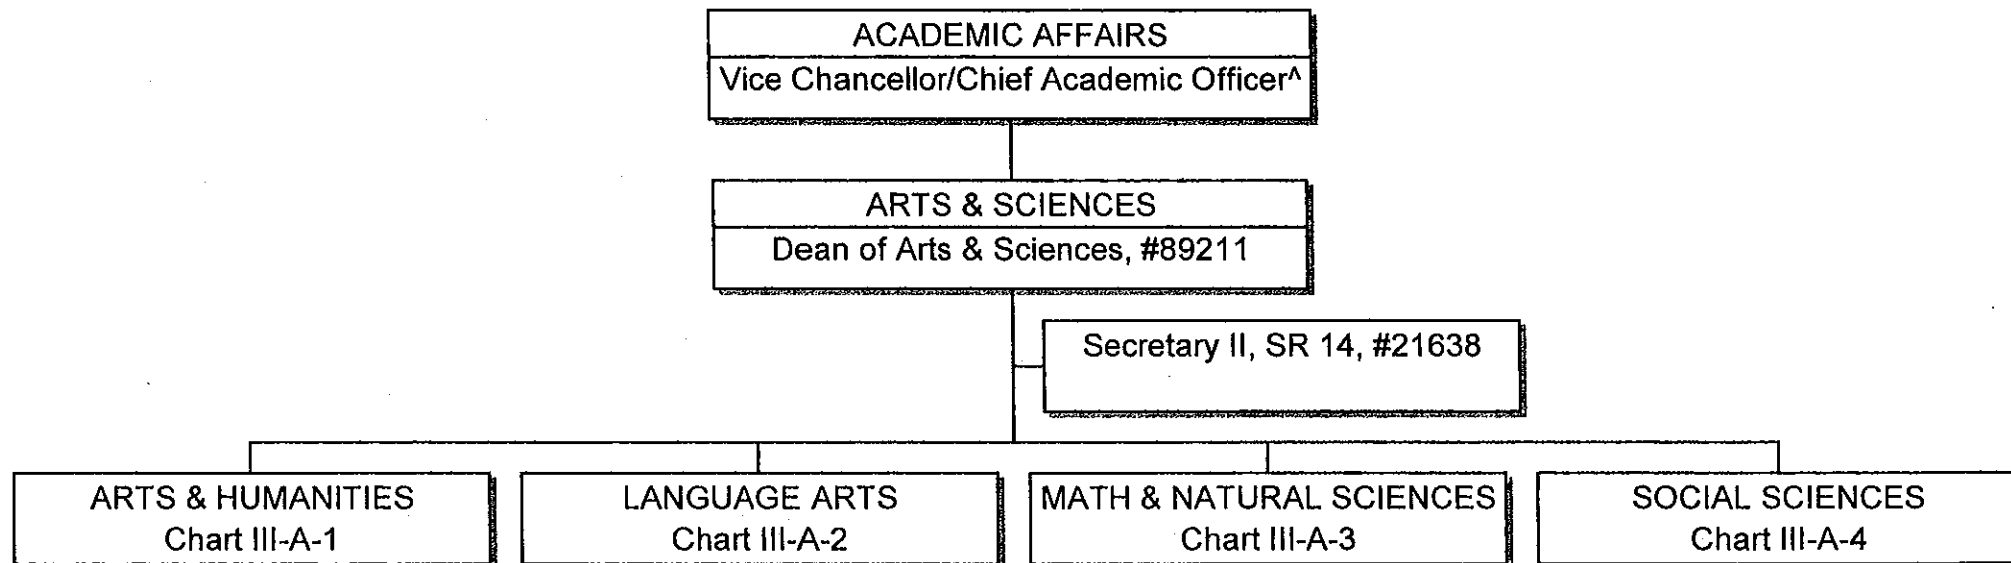 ACADEMIC AFFAIRS
Vice Chancellor/Chief Academic Officer^
ARTS & SCIENCES
Dean of Arts & Sciences, #89211
Secretary II, SR 14, #21638
ARTS & HUMANITIES
Chart III-A-1
LANGUAGE ARTS
Chart III-A-2
MATH & NATURAL SCIENCES
Chart III-A-3
SOCIAL SCIENCES
Chart III-A-4